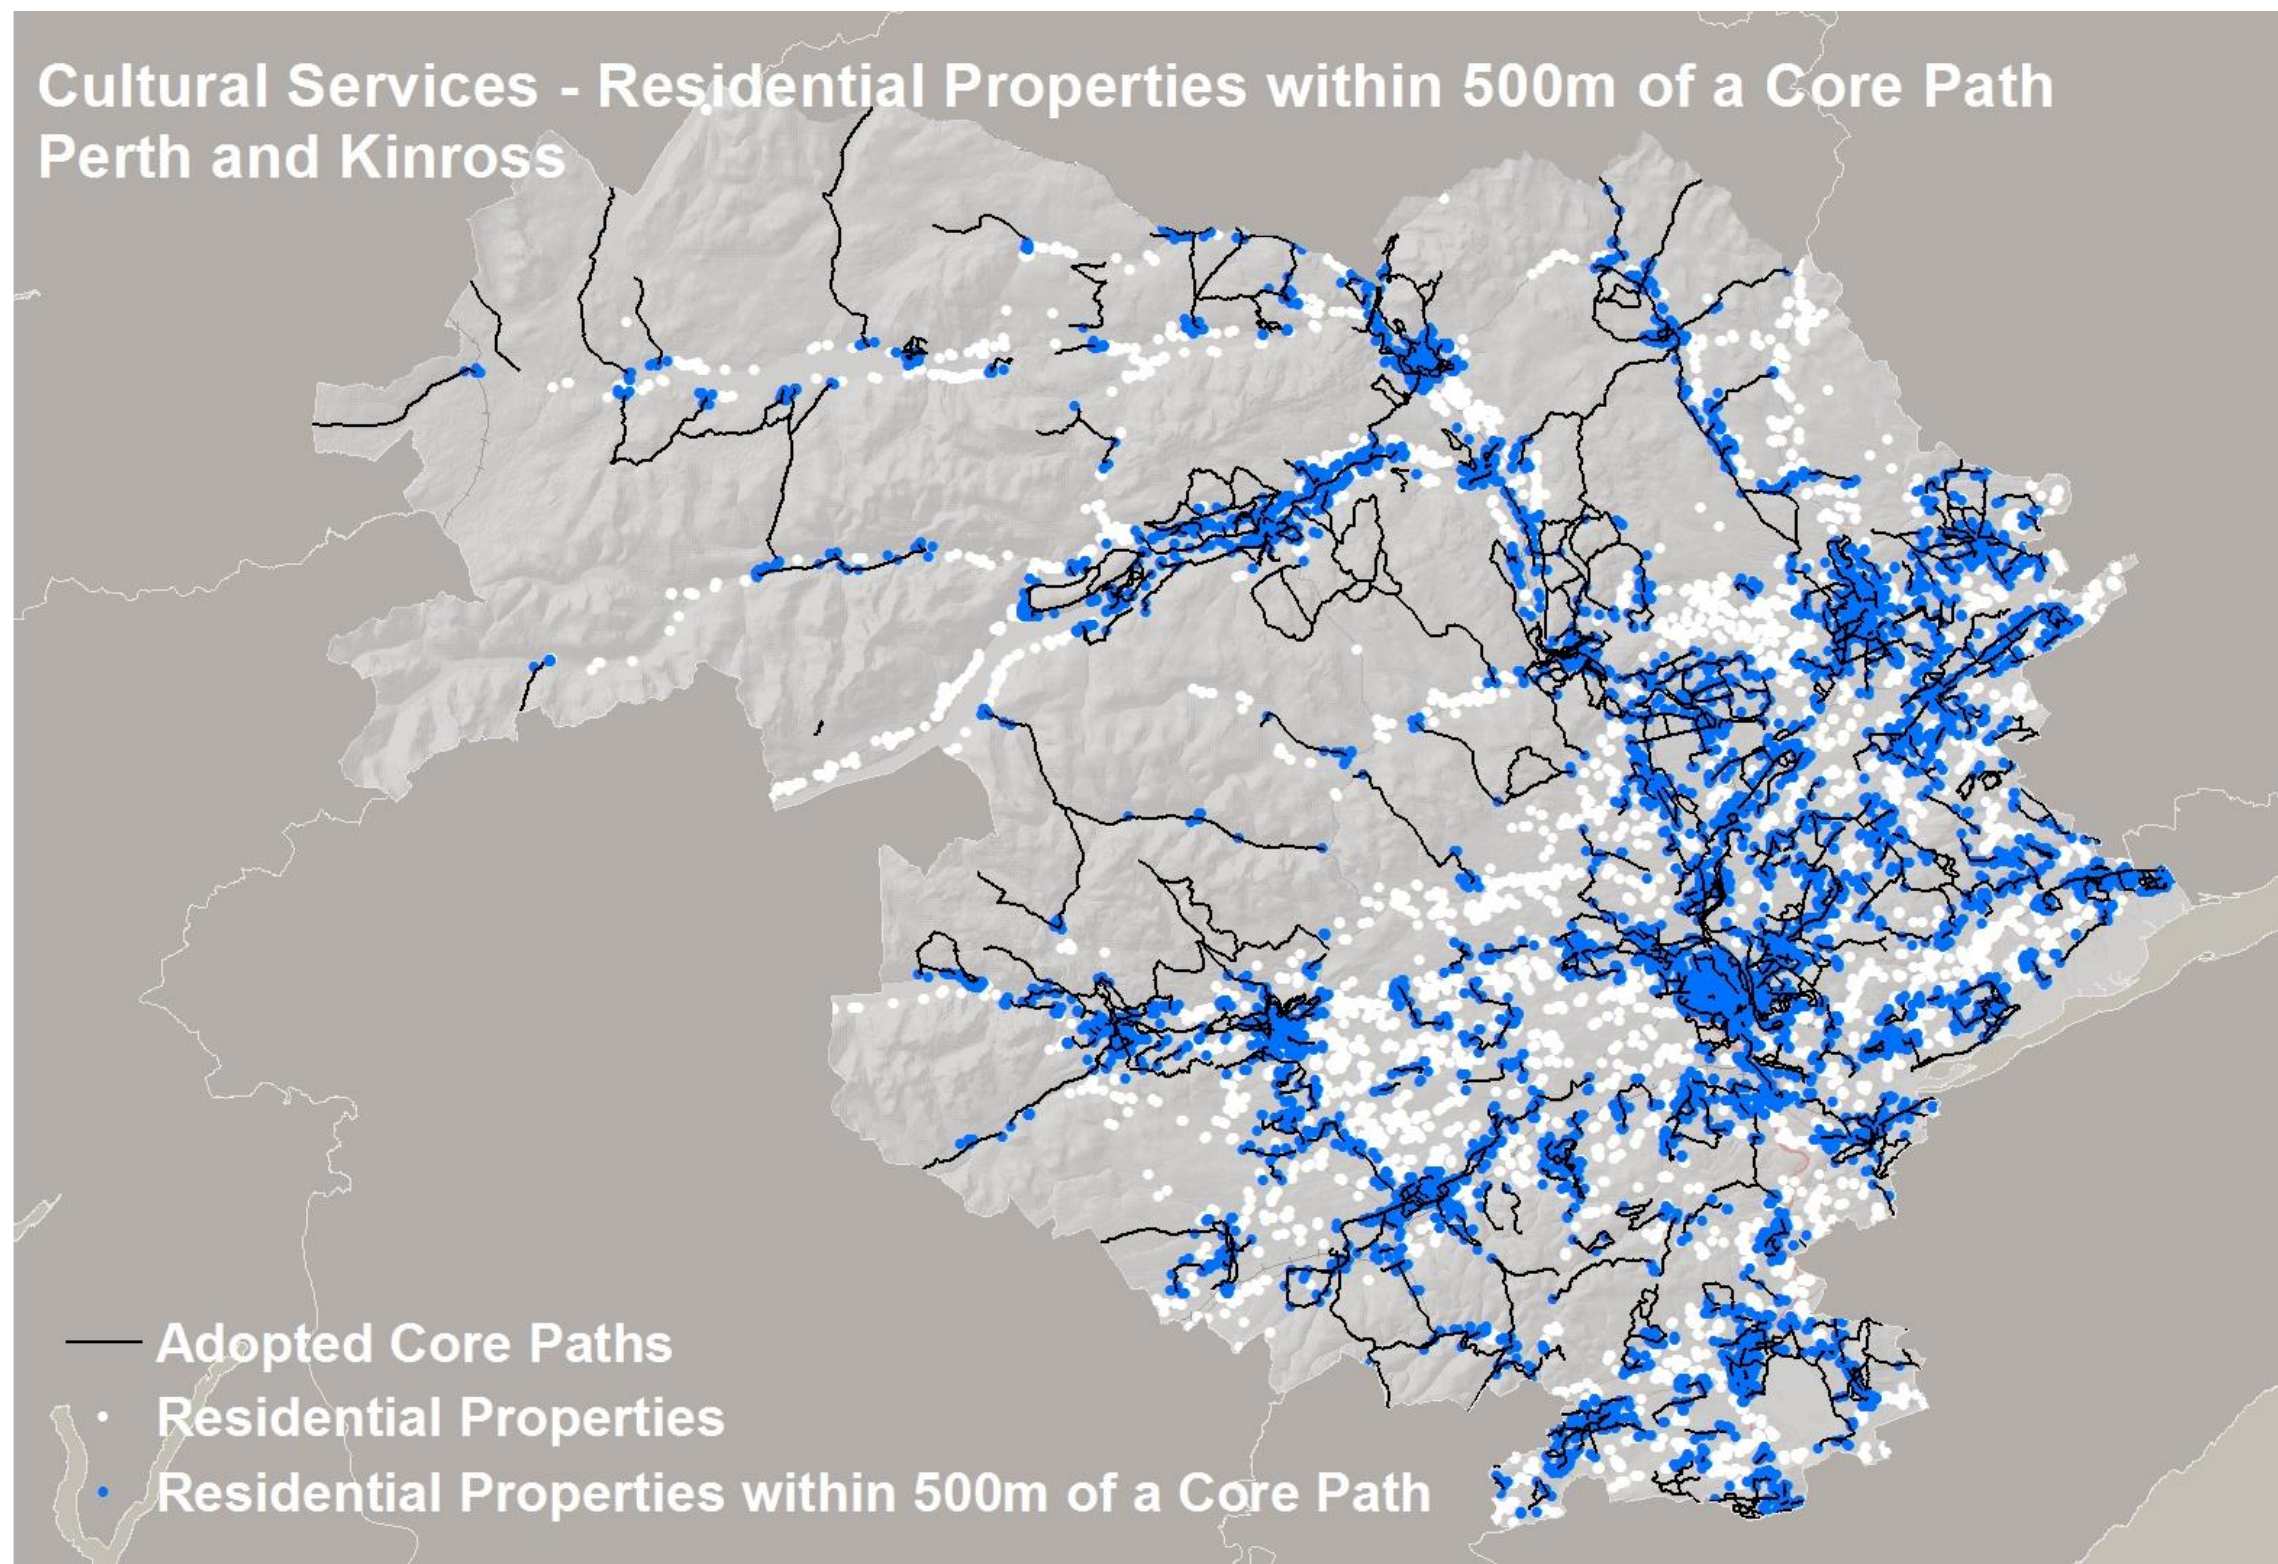 Cultural Services - Residential Properties within 500m of a Core Path
Perth and Kinross
Adopted Core Paths
Residential Properties
Residential Properties within 500m of a Core Path